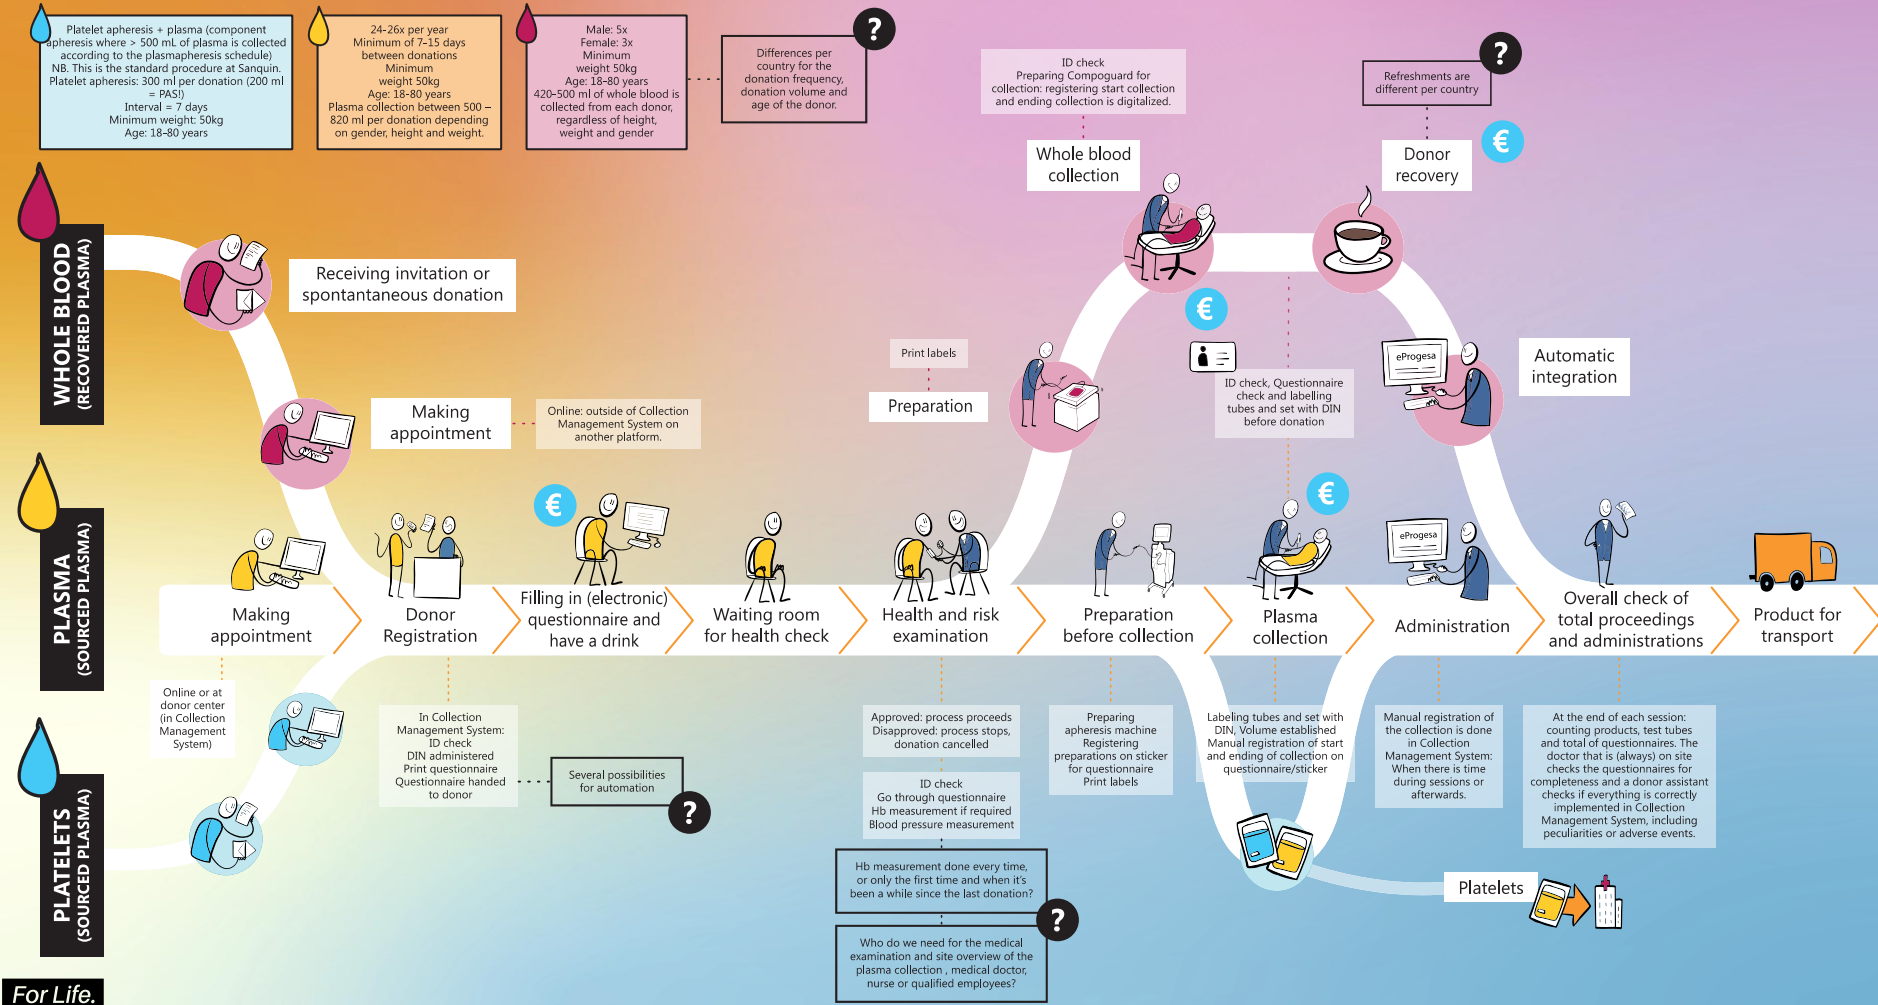 Platelet apheresis + plasma (component
apheresis where > 500 mL of plasma is collected
according to the plasmapheresis schedule)
NB. This is the standard procedure at Sanquin.
Platelet apheresis: 300 ml per donation (200 ml
= PAS!)
Interval = 7 days
Minimum weight: 50kg
Age: 18-80 years
24-26x per year
Minimum of 7-15 days
between donations
Minimum
weight 50kg
Age: 18-80 years
Plasma collection between 500 –
820 ml per donation depending
on gender, height and weight.
Male: 5x
Female: 3x
Minimum
weight 50kg
Age: 18-80 years
420-500 ml of whole blood is
collected from each donor,
regardless of height,
weight and gender
?
Differences per
country for the
donation frequency,
donation volume and
age of the donor.
ID check
Preparing Compoguard for
collection: registering start collection
and ending collection is digitalized.
?
Refreshments are
different per country
Whole blood
collection
Donor
recovery
€
WHOLE BLOOD
(RECOVERED PLASMA)
Receiving invitation or
spontaneous donation
€
Print labels
Preparation
ID check, Questionnaire
check and labelling
tubes and set with DIN
before donation
eProgesa
Automatic
integration
Making
appointment
Online: outside of Collection
Management System on
another platform.
PLASMA
(SOURCED PLASMA)
€
€
eProgesa
Making
appointment
Donor
Registration
Filling in (electronic)
questionnaire and
have a drink
Waiting room
for health check
Health and risk
examination
Preparation
before collection
Plasma
collection
Administration
Overall check of
total proceedings
and administrations
Product for
transport
Online or at
donor center
(in Collection
Management
System)
In Collection
Management System:
ID check
DIN administered
Print questionnaire
Questionnaire handed
to donor
Several possibilities
for automation
?
Approved: process proceeds
Disapproved: process stops,
donation cancelled
ID check
Go through questionnaire
Hb measurement if required
Blood pressure measurement
Hb measurement done every time,
or only the first time and when it's
been a while since the last donation?
?
Who do we need for the medical
examination and site overview of the
plasma collection , medical doctor,
nurse or qualified employees?
Preparing
apheresis machine
Registering
preparations on sticker
for questionnaire
Print labels
Labeling tubes and set with
DIN, Volume established
Manual registration of start
and ending of collection on
questionnaire/sticker
Manual registration of
the collection is done
in Collection
Management System:
When there is time
during sessions or
afterwards.
At the end of each session:
counting products, test tubes
and total of questionnaires. The
doctor that is (always) on site
checks the questionnaires for
completeness and a donor assistant
checks if everything is correctly
implemented in Collection
Management System, including
peculiarities or adverse events.
PLATELETS
(SOURCED PLASMA)
Platelets
For Life.